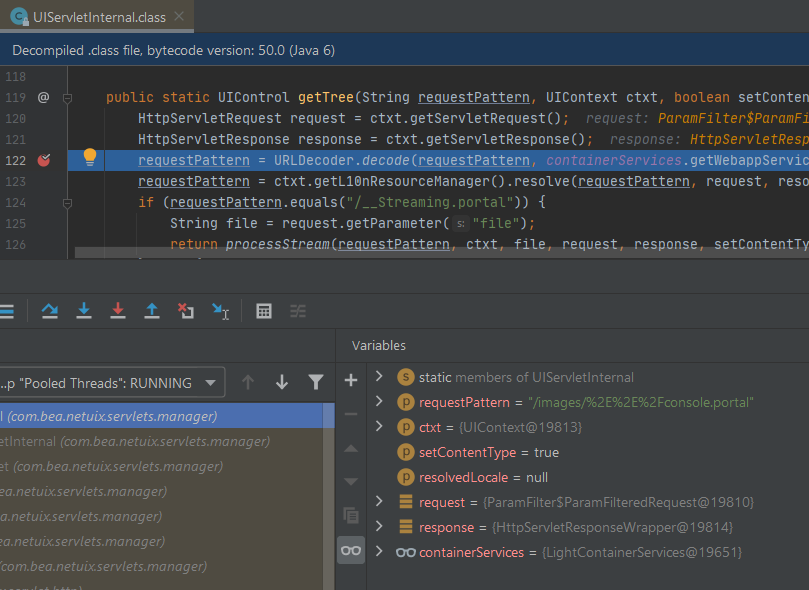 UIServletInternal.class
Decompiled .class file, bytecode version: 50.0 (Java 6)
118
119 @ public static UIControl getTree(String requestPattern, UIContext ctxt, boolean setConten
120 HttpServletRequest request = ctxt.getServletRequest(); request: ParamFilter$ParamFi
121 HttpServletResponse response = ctxt.getServletResponse(); response: HttpServletResp
122 requestPattern = URLDecoder.decode(requestPattern, containerServices.getWebappServic
123 requestPattern = ctxt.getL10nResourceManager().resolve(requestPattern, request, reso
124 if (requestPattern.equals("/__Streaming.portal")) {
125 String file = request.getParameter( s: "file");
126 return processStream(requestPattern, ctxt, file, request, response, setContentTy
Variables
..p "Pooled Threads": RUNNING
l (com.bea.netuix.servlets.manager)
etInternal (com.bea.netuix.servlets.manager)
et (com.bea.netuix.servlets.manager)
ea.netuix.servlets.manager)
a.netuix.servlets.manager)
ea.netuix.servlets.manager)
(com.bea.netuix.servlets.manager)
static members of UIServletInternal
requestPattern = "/images/%2E%2E%2Fconsole.portal"
ctxt = {UIContext@19813}
setContentType = true
resolvedLocale = null
request = {ParamFilter$ParamFilteredRequest@19810}
response = {HttpServletResponseWrapper@19814}
containerServices = {LightContainerServices@19651}